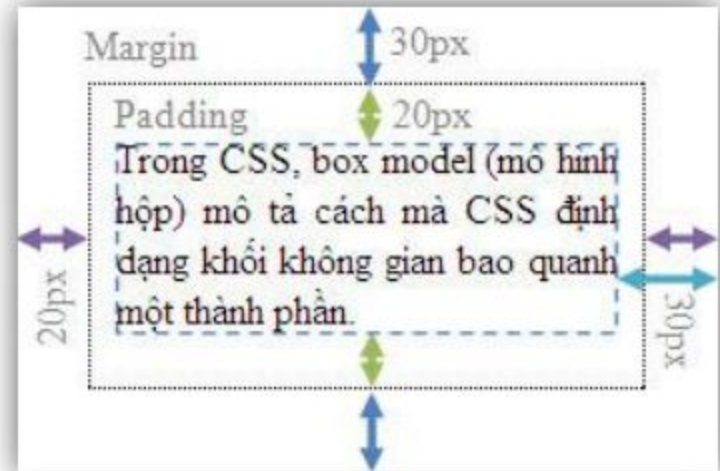 Margin
30px
Padding
20px
Trong CSS, box model (mô hình
hộp) mô tả cách mà CSS định
dạng khối không gian bao quanh
một thành phần.
20px
30px